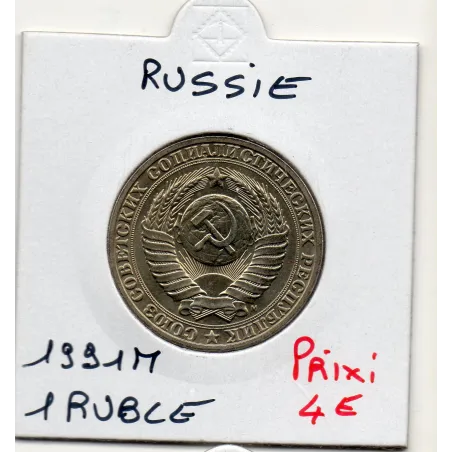 RUSSIE
СОЮЗ СОВЕТСКИХ СОЦИАЛИСТИЧЕСКИХ РЕСПУБЛИК
1991M
1 RUBLE
PRIXi
4E